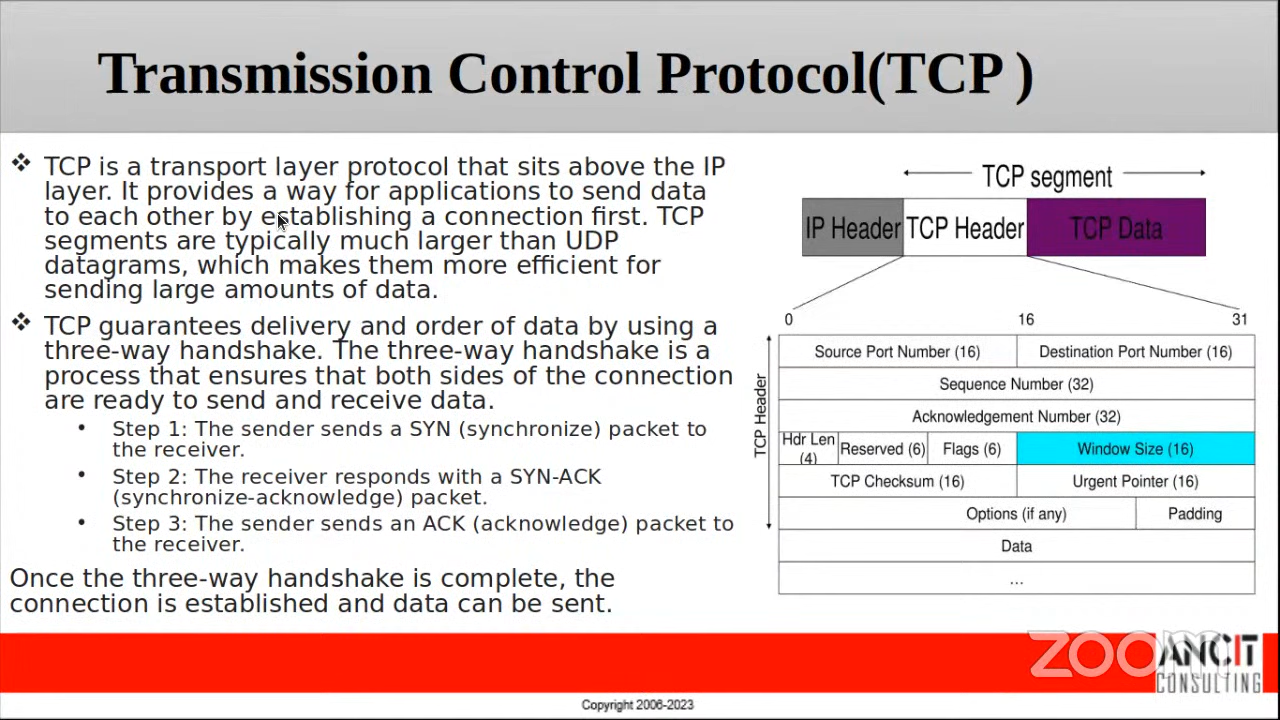 Transmission Control Protocol(TCP )
❖ TCP is a transport layer protocol that sits above the IP
layer. It provides a way for applications to send data
to each other by establishing a connection first. TCP
segments are typically much larger than UDP
datagrams, which makes them more efficient for
sending large amounts of data.
❖ TCP guarantees delivery and order of data by using a
three-way handshake. The three-way handshake is a
process that ensures that both sides of the connection
are ready to send and receive data.
• Step 1: The sender sends a SYN (synchronize) packet to
the receiver.
• Step 2: The receiver responds with a SYN-ACK
(synchronize-acknowledge) packet.
• Step 3: The sender sends an ACK (acknowledge) packet to
the receiver.
Once the three-way handshake is complete, the
connection is established and data can be sent.
TCP segment
IP Header TCP Header TCP Data
0 16 31
TCP Header
Source Port Number (16) Destination Port Number (16)
Sequence Number (32)
Acknowledgement Number (32)
Hdr Len
(4)
Reserved (6) Flags (6) Window Size (16)
TCP Checksum (16) Urgent Pointer (16)
Options (if any) Padding
Data
...
zoom
ANCIT
CONSULTING
Copyright 2006-2023